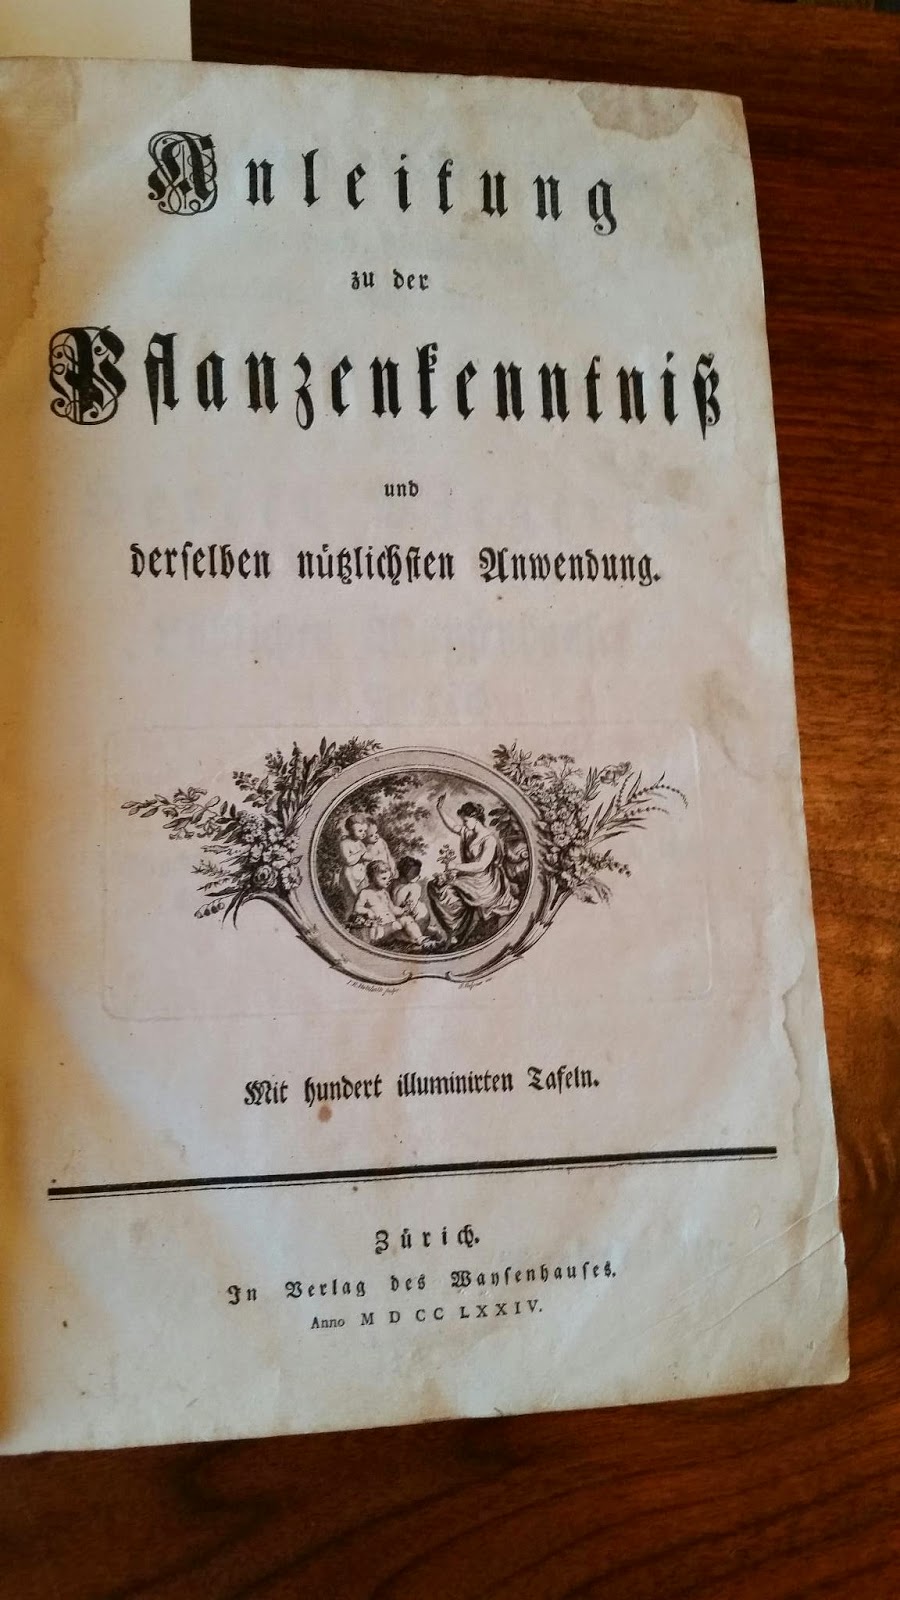 Anleitung
zu der
Pflanzenkenntniß
und
derselben nützlichsten Anwendung.
Mit hundert illuminirten Tafeln.
Zürich.
In Verlag des Waysenhauses.
Anno MDCCLXXIV.